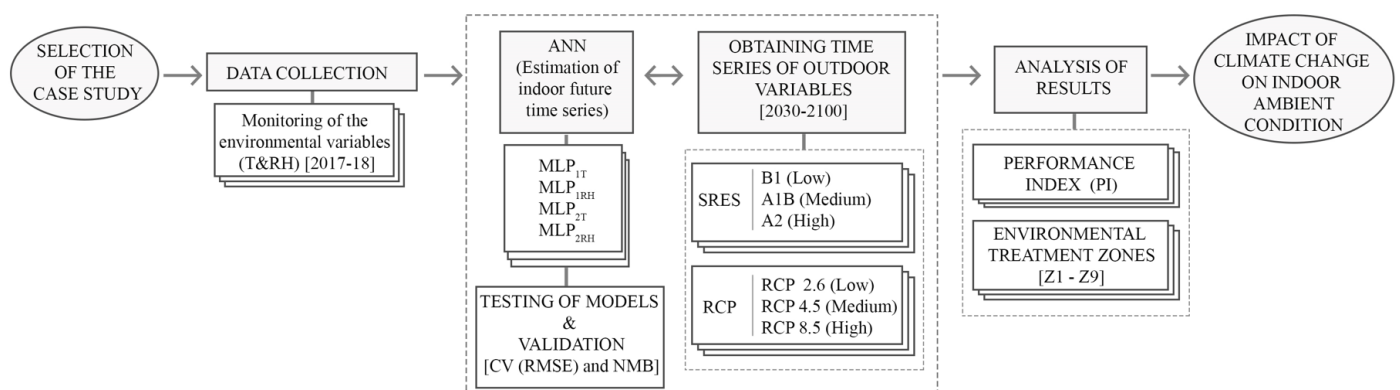 SELECTION
OF THE
CASE STUDY
DATA COLLECTION
Monitoring of the
environmental variables
(T&RH) [2017-18]
ANN
(Estimation of
indoor future
time series)
MLP1T
MLP1RH
MLP2T
MLP2RH
TESTING OF MODELS
&
VALIDATION
[CV (RMSE) and NMB]
OBTAINING TIME
SERIES OF OUTDOOR
VARIABLES
[2030-2100]
SRES
B1 (Low)
A1B (Medium)
A2 (High)
RCP
RCP 2.6 (Low)
RCP 4.5 (Medium)
RCP 8.5 (High)
ANALYSIS OF
RESULTS
PERFORMANCE
INDEX (PI)
ENVIRONMENTAL
TREATMENT ZONES
[Z1 - Z9]
IMPACT OF
CLIMATE CHANGE
ON INDOOR
AMBIENT
CONDITION